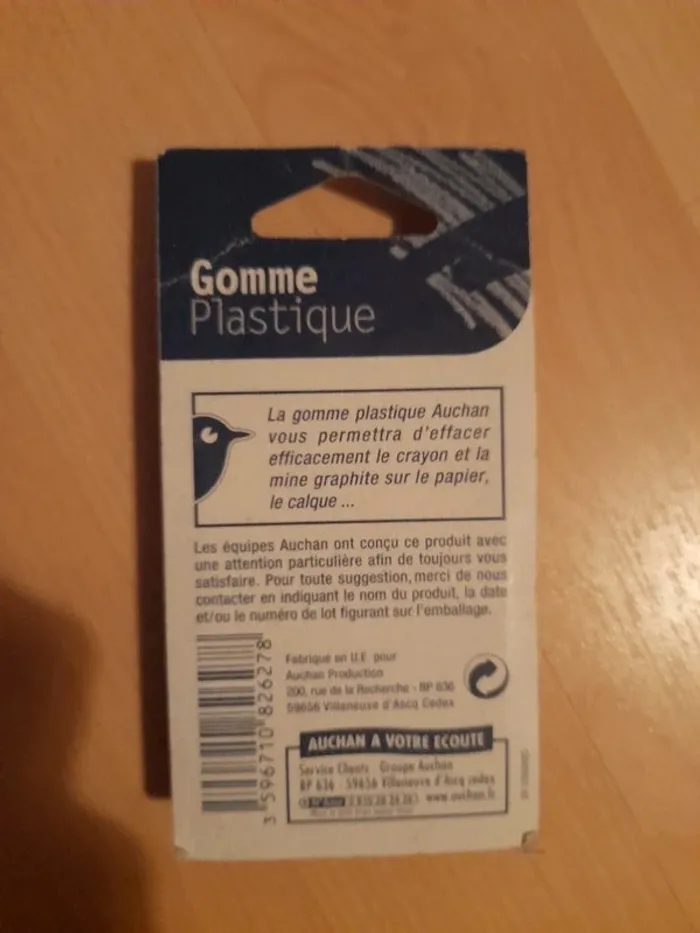 Gomme
Plastique
La gomme plastique Auchan
vous permettra d'effacer
efficacement le crayon et la
mine graphite sur le papier,
le calque ...
Les équipes Auchan ont conçu ce produit avec
une attention particulière afin de toujours vous
satisfaire. Pour toute suggestion, merci de nous
contacter en indiquant le nom du produit, la date
et/ou le numéro de lot figurant sur l'emballage.
3 596710 826278
Fabriqué en U.E. pour
Auchan Production
200, rue de la Recherche - BP 636
59656 Villeneuve d'Ascq Cedex
AUCHAN A VOTRE ECOUTE
Service Clients - Groupe Auchan
BP 636 - 59656 Villeneuve d'Ascq cedex
www.auchan.fr